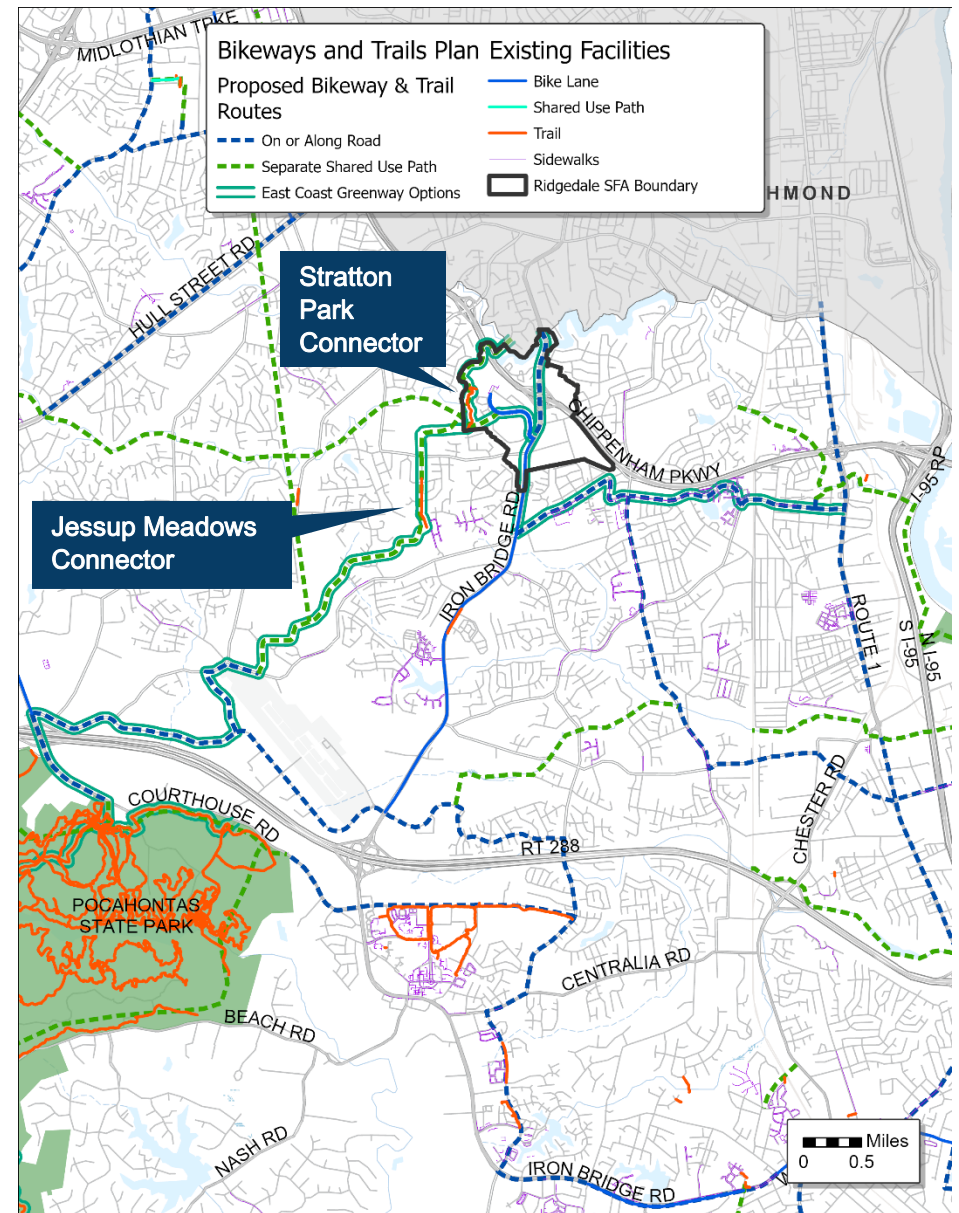 MIDLOTHIAN TPKE
Bikeways and Trails Plan
Proposed Bikeway & Trail
Routes
On or Along Road
Separate Shared Use Path
East Coast Greenway Options
Existing Facilities
Bike Lane
Shared Use Path
Trail
Sidewalks
Ridgedale SFA Boundary
HMOND
HULL STREET RD
Stratton
Park
Connector
CHIPPENHAM PKWY
I-95 RP
Jessup Meadows
Connector
IRON BRIDGE RD
ROUTE 1
S I-95
N I-95
COURTHOUSE RD
CHESTER RD
RT 288
POCAHONTAS
STATE PARK
CENTRALIA RD
BEACH RD
NASH RD
IRON BRIDGE RD
W
Miles
0 0.5